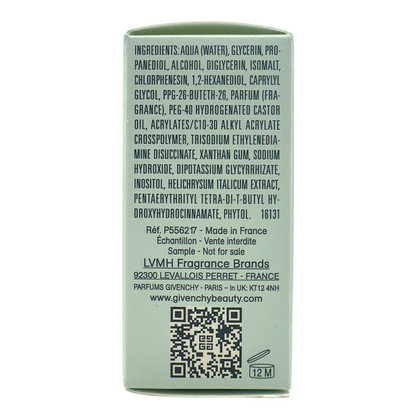 INGREDIENTS: AQUA (WATER), GLYCERIN, PRO-
PANEDIOL, ALCOHOL, DIGLYCERIN, ISOMALT,
CHLORPHENESIN, 1,2-HEXANEDIOL, CAPRYLYL
GLYCOL, PPG-26-BUTETH-26, PARFUM (FRA-
GRANCE), PEG-40 HYDROGENATED CASTOR
OIL, ACRYLATES/C10-30 ALKYL ACRYLATE
CROSSPOLYMER, TRISODIUM ETHYLENEDIA-
MINE DISUCCINATE, XANTHAN GUM, SODIUM
HYDROXIDE, DIPOTASSIUM GLYCYRRHIZATE,
INOSITOL, HELICHRYSUM ITALICUM EXTRACT,
PENTAERYTHRITYL TETRA-DI-T-BUTYL HY-
DROXYHYDROCINNAMATE, PHYTOL. 16131
Réf. P556217 - Made in France
Échantillon - Vente interdite
Sample - Not for sale
LVMH Fragrance Brands
92300 LEVALLOIS PERRET - FRANCE
PARFUMS GIVENCHY - PARIS - In UK: KT12 4NH
www.givenchybeauty.com
12 M